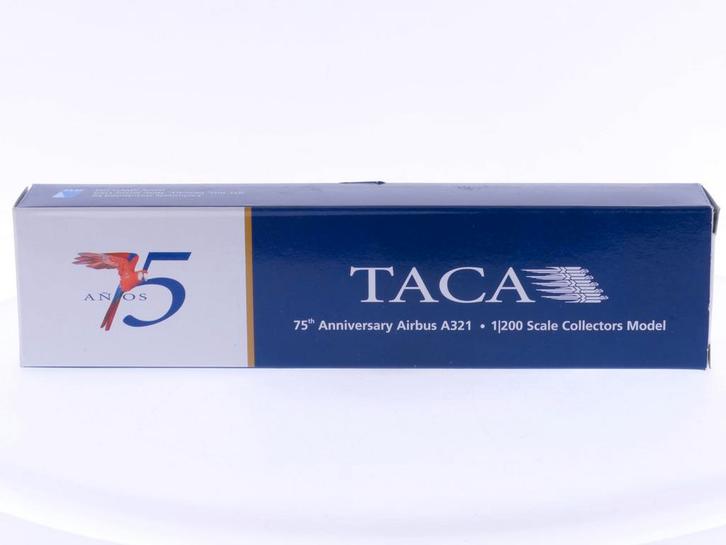 75
AÑOS
TACA
75th Anniversary Airbus A321 • 1|200 Scale Collectors Model